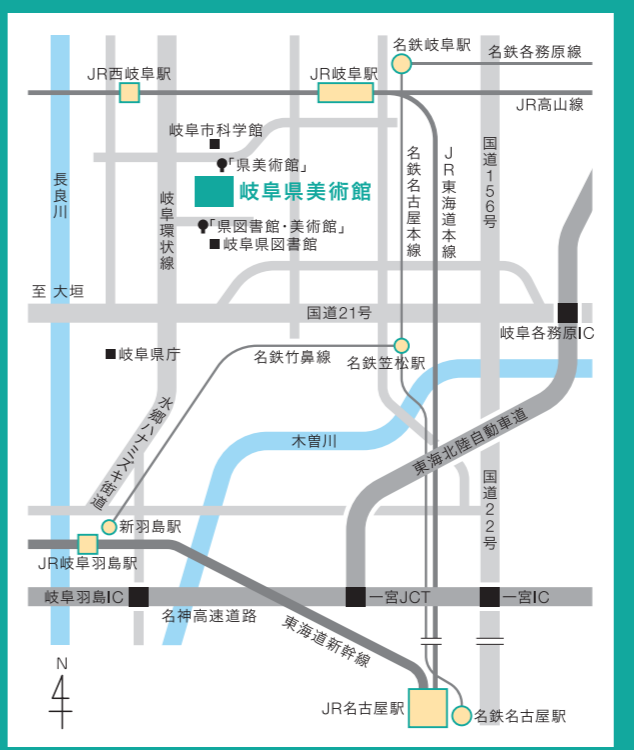 名鉄岐阜駅
名鉄各務原線
JR西岐阜駅
JR岐阜駅
JR高山線
岐阜市科学館
「県美術館」
岐阜県美術館
「県図書館・美術館」
岐阜県図書館
長良川
岐阜環状線
名鉄名古屋本線
JR東海道本線
国道156号
至 大垣
国道21号
岐阜各務原IC
岐阜県庁
名鉄竹鼻線
名鉄笠松駅
水郷ハナミズキ街道
木曽川
東海北陸自動車道
国道22号
新羽島駅
JR岐阜羽島駅
岐阜羽島IC
一宮JCT
一宮IC
名神高速道路
東海道新幹線
N
JR名古屋駅
名鉄名古屋駅